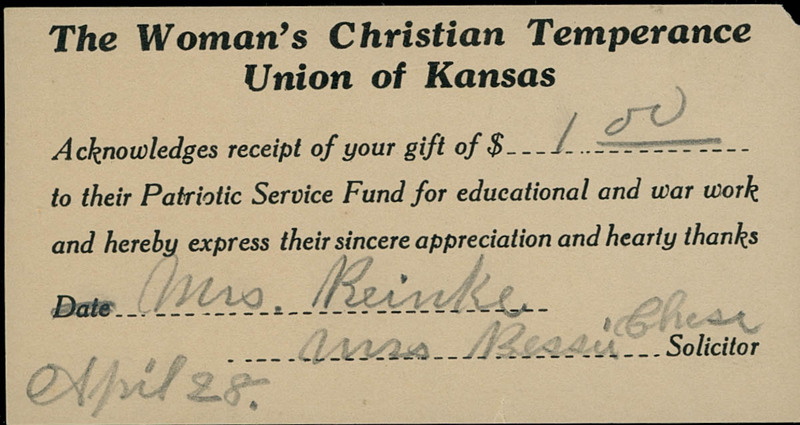 The Woman's Christian Temperance
Union of Kansas
Acknowledges receipt of your gift of $ 1 00
to their Patriotic Service Fund for educational and war work
and hereby express their sincere appreciation and hearty thanks
Date Mrs. Reinke
Mrs Bessie Solicitor
April 28.